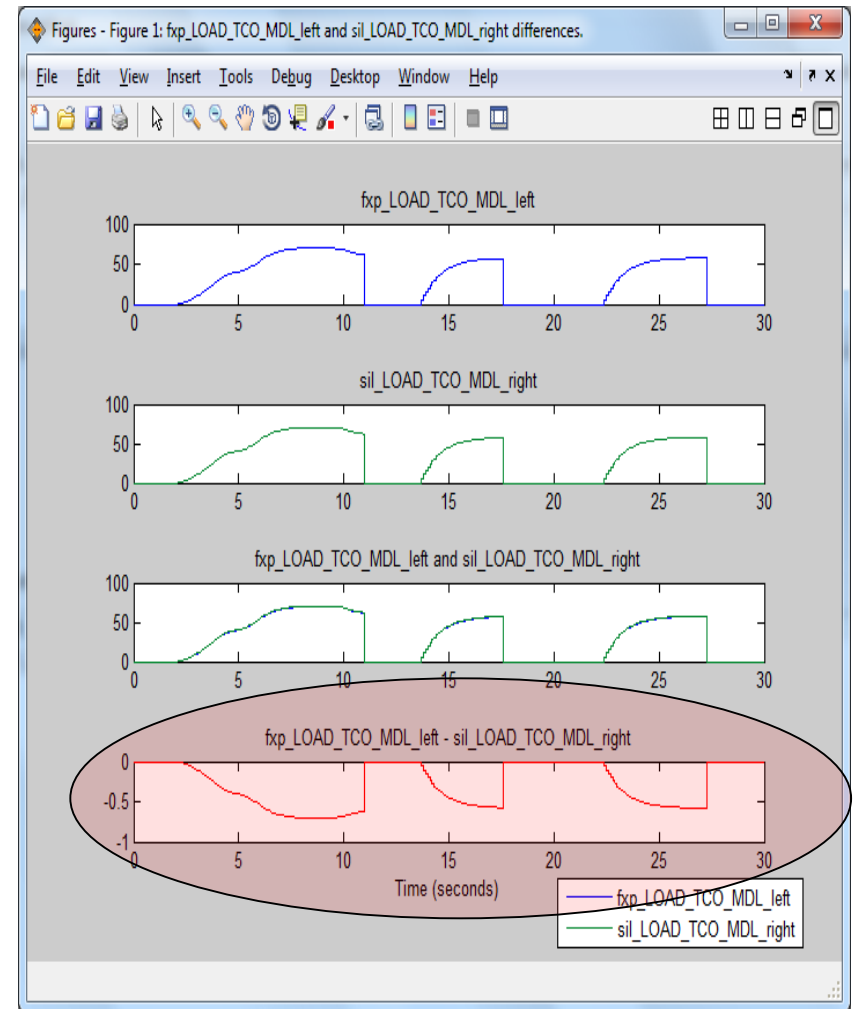 Figures - Figure 1: fxp_LOAD_TCO_MDL_left and sil_LOAD_TCO_MDL_right differences.
File Edit View Insert Tools Debug Desktop Window Help
fxp_LOAD_TCO_MDL_left
100
50
0
0 5 10 15 20 25 30
sil_LOAD_TCO_MDL_right
100
50
0
0 5 10 15 20 25 30
fxp_LOAD_TCO_MDL_left and sil_LOAD_TCO_MDL_right
100
50
0
0 5 10 15 20 25 30
fxp_LOAD_TCO_MDL_left - sil_LOAD_TCO_MDL_right
0
-0.5
-1
0 5 10 15 20 25 30
Time (seconds)
fxp_LOAD_TCO_MDL_left
sil_LOAD_TCO_MDL_right